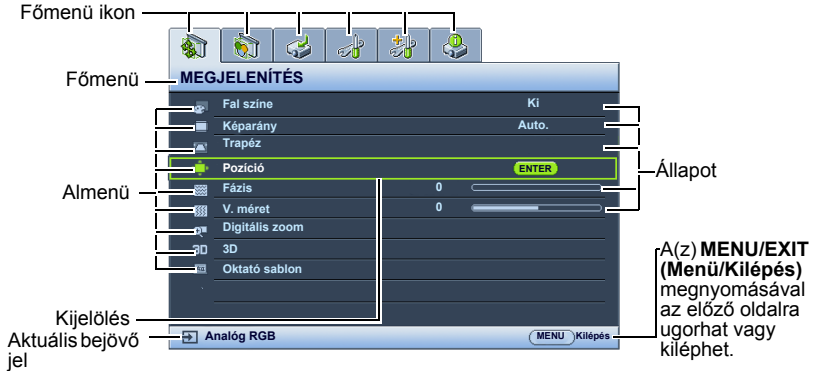 Főmenü ikon
Főmenü
MEGJELENÍTÉS
Fal színe
Ki
Képarány
Auto.
Trapéz
Pozíció
ENTER
Almenü
Állapot
Fázis
0
V. méret
0
Digitális zoom
3D
3D
Oktató sablon
A(z) MENU/EXIT
(Menü/Kilépés)
megnyomásával
az előző oldalra
ugorhat vagy
kiléphet.
Kijelölés
Aktuális bejövő
jel
Analóg RGB
MENU
Kilépés